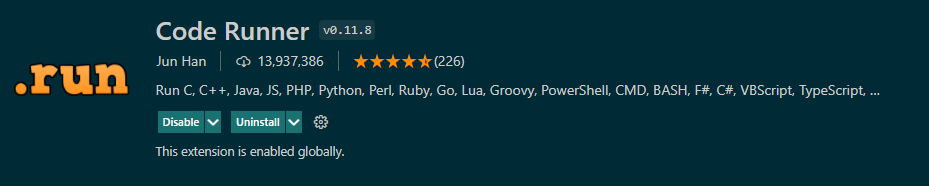 Code Runner v0.11.8
.run
Jun Han 13,937,386 (226)
Run C, C++, Java, JS, PHP, Python, Perl, Ruby, Go, Lua, Groovy, PowerShell, CMD, BASH, F#, C#, VBScript, TypeScript, ...
Disable Uninstall
This extension is enabled globally.